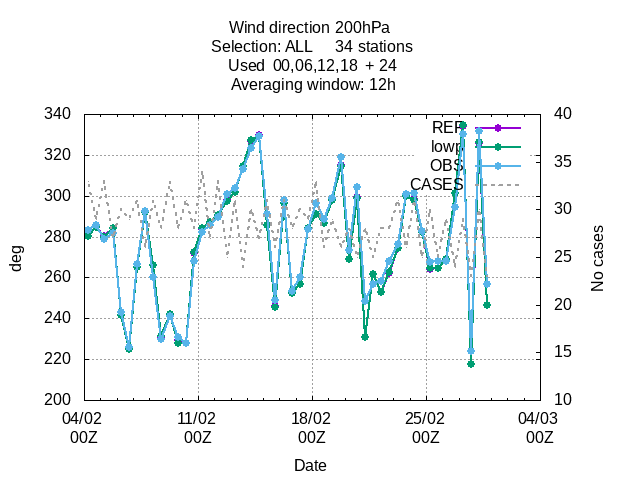 Wind direction 200hPa
Selection: ALL 34 stations
Used 00,06,12,18 + 24
Averaging window: 12h
340
320
300
280
260
240
220
200
deg
40
35
30
25
20
15
10
No cases
REF
lowp
OBS
CASES
04/02 11/02 18/02 25/02 04/03
00Z 00Z 00Z 00Z 00Z
Date